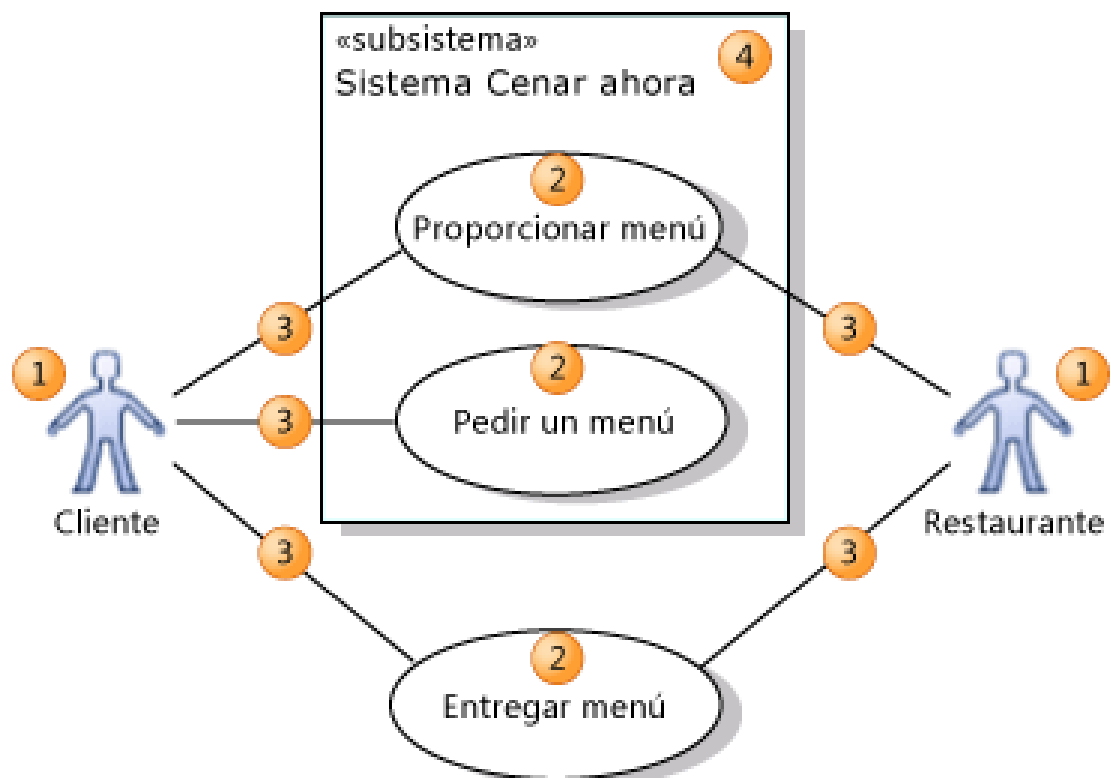 «subsistema»
Sistema Cenar ahora
4
2
Proporcionar menú
3
3
1
1
2
3
Pedir un menú
Cliente
Restaurante
3
3
2
Entregar menú